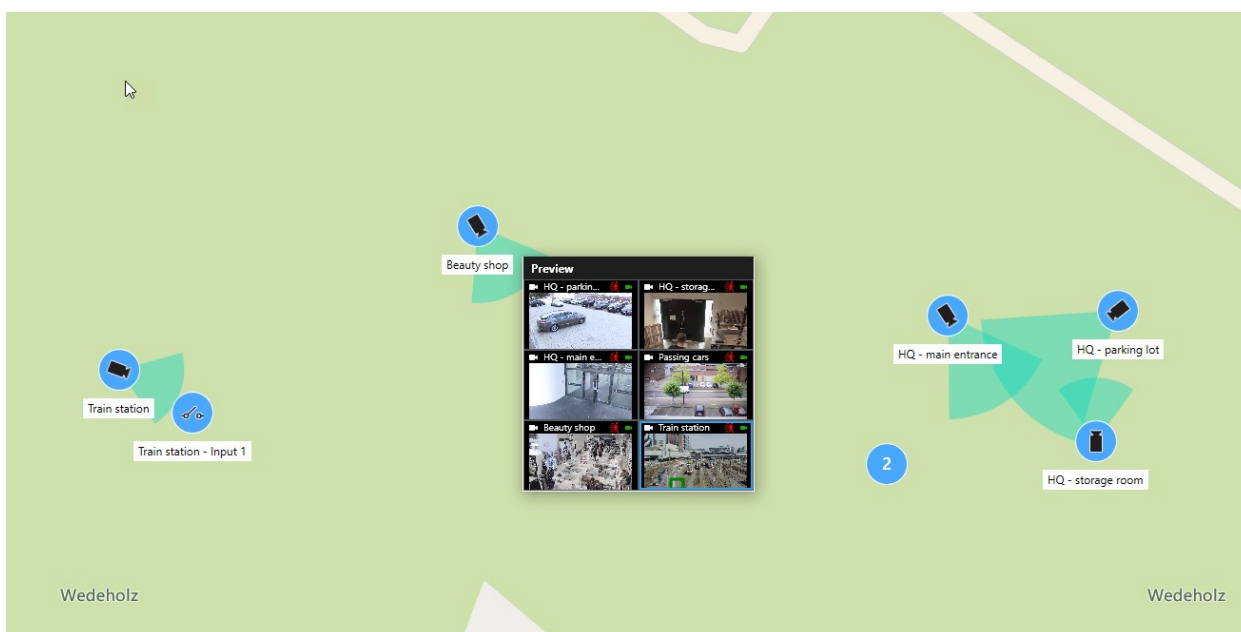 Beauty shop
Preview
HQ - parkin...
HQ - storag...
HQ - main e...
Passing cars
Beauty shop
Train station
HQ - main entrance
HQ - parking lot
Train station
Train station - Input 1
2
HQ - storage room
Wedeholz
Wedeholz